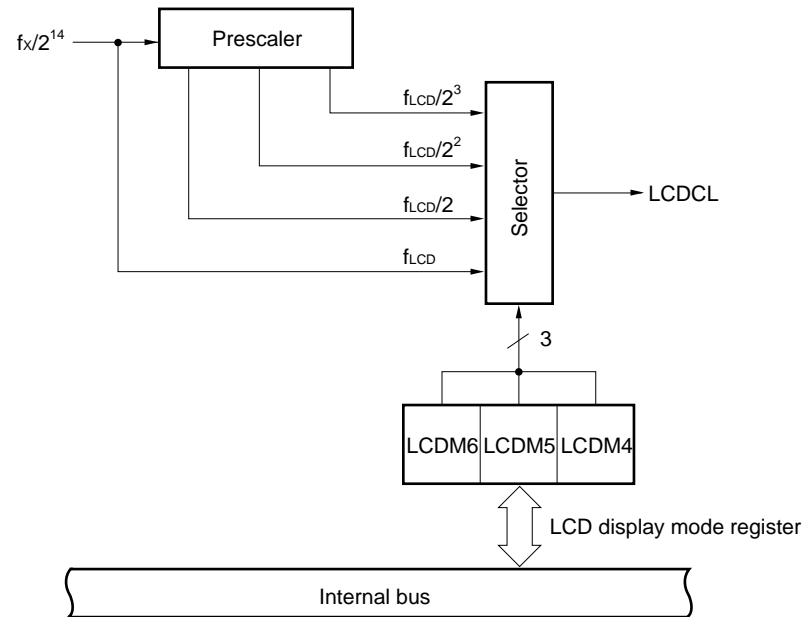 fX/2^14
Prescaler
fLCD/2^3
fLCD/2^2
fLCD/2
fLCD
Selector
LCDCL
3
LCDM6 LCDM5 LCDM4
LCD display mode register
Internal bus